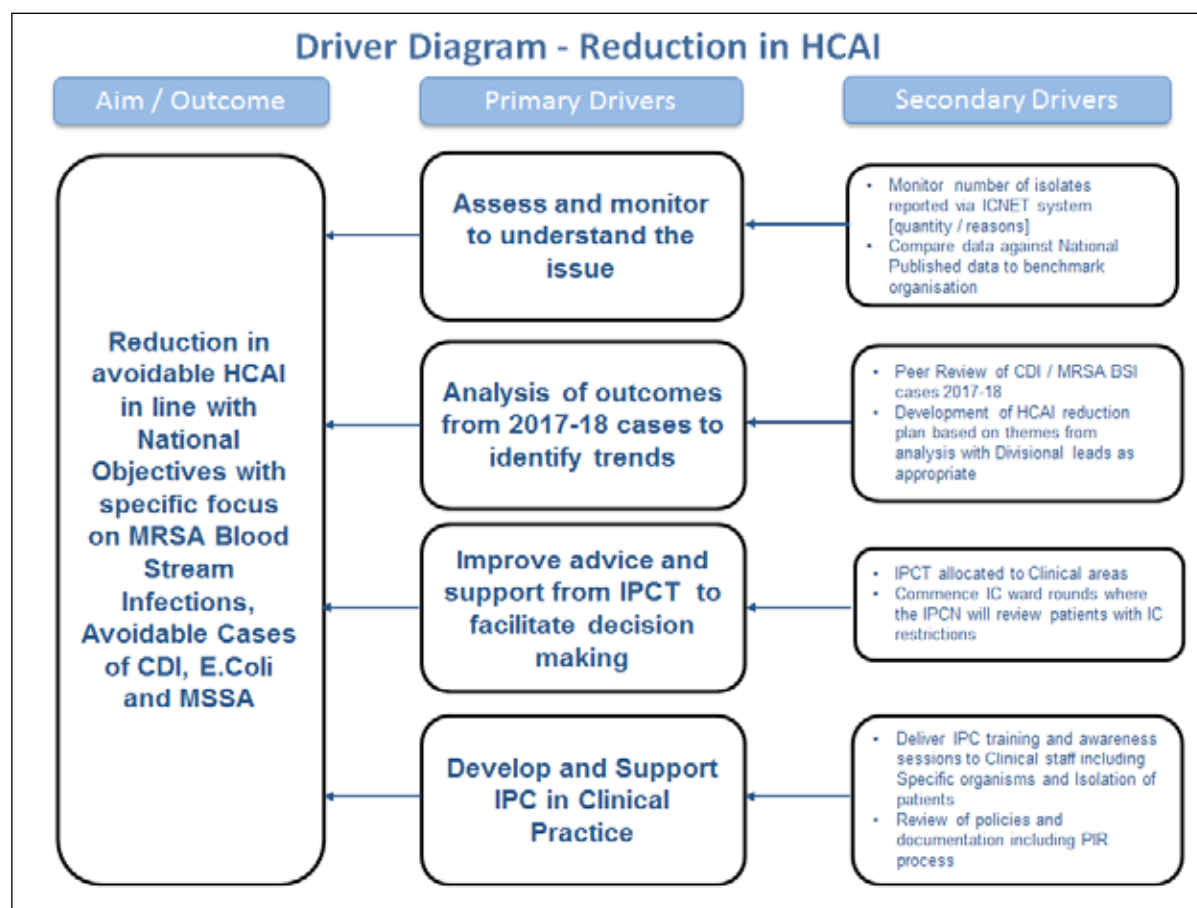 Driver Diagram - Reduction in HCAI
Aim / Outcome
Primary Drivers
Secondary Drivers
Reduction in
avoidable HCAI
in line with
National
Objectives with
specific focus
on MRSA Blood
Stream
Infections,
Avoidable Cases
of CDI, E.Coli
and MSSA
Assess and monitor
to understand the
issue
• Monitor number of isolates
reported via ICNET system
[quantity / reasons]
• Compare data against National
Published data to benchmark
organisation
Analysis of outcomes
from 2017-18 cases to
identify trends
• Peer Review of CDI / MRSA BSI
cases 2017-18
• Development of HCAI reduction
plan based on themes from
analysis with Divisional leads as
appropriate
Improve advice and
support from IPCT to
facilitate decision
making
• IPCT allocated to Clinical areas
• Commence IC ward rounds where
the IPCN will review patients with IC
restrictions
Develop and Support
IPC in Clinical
Practice
• Deliver IPC training and awareness
sessions to Clinical staff including
Specific organisms and Isolation of
patients
• Review of policies and
documentation including PIR
process